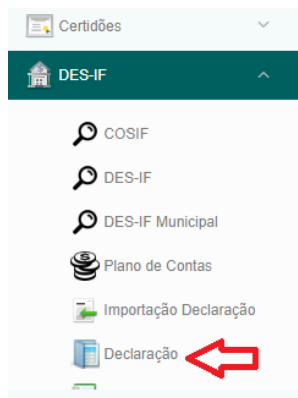 Certidões
DES-IF
COSIF
DES-IF
DES-IF Municipal
Plano de Contas
Importação Declaração
Declaração